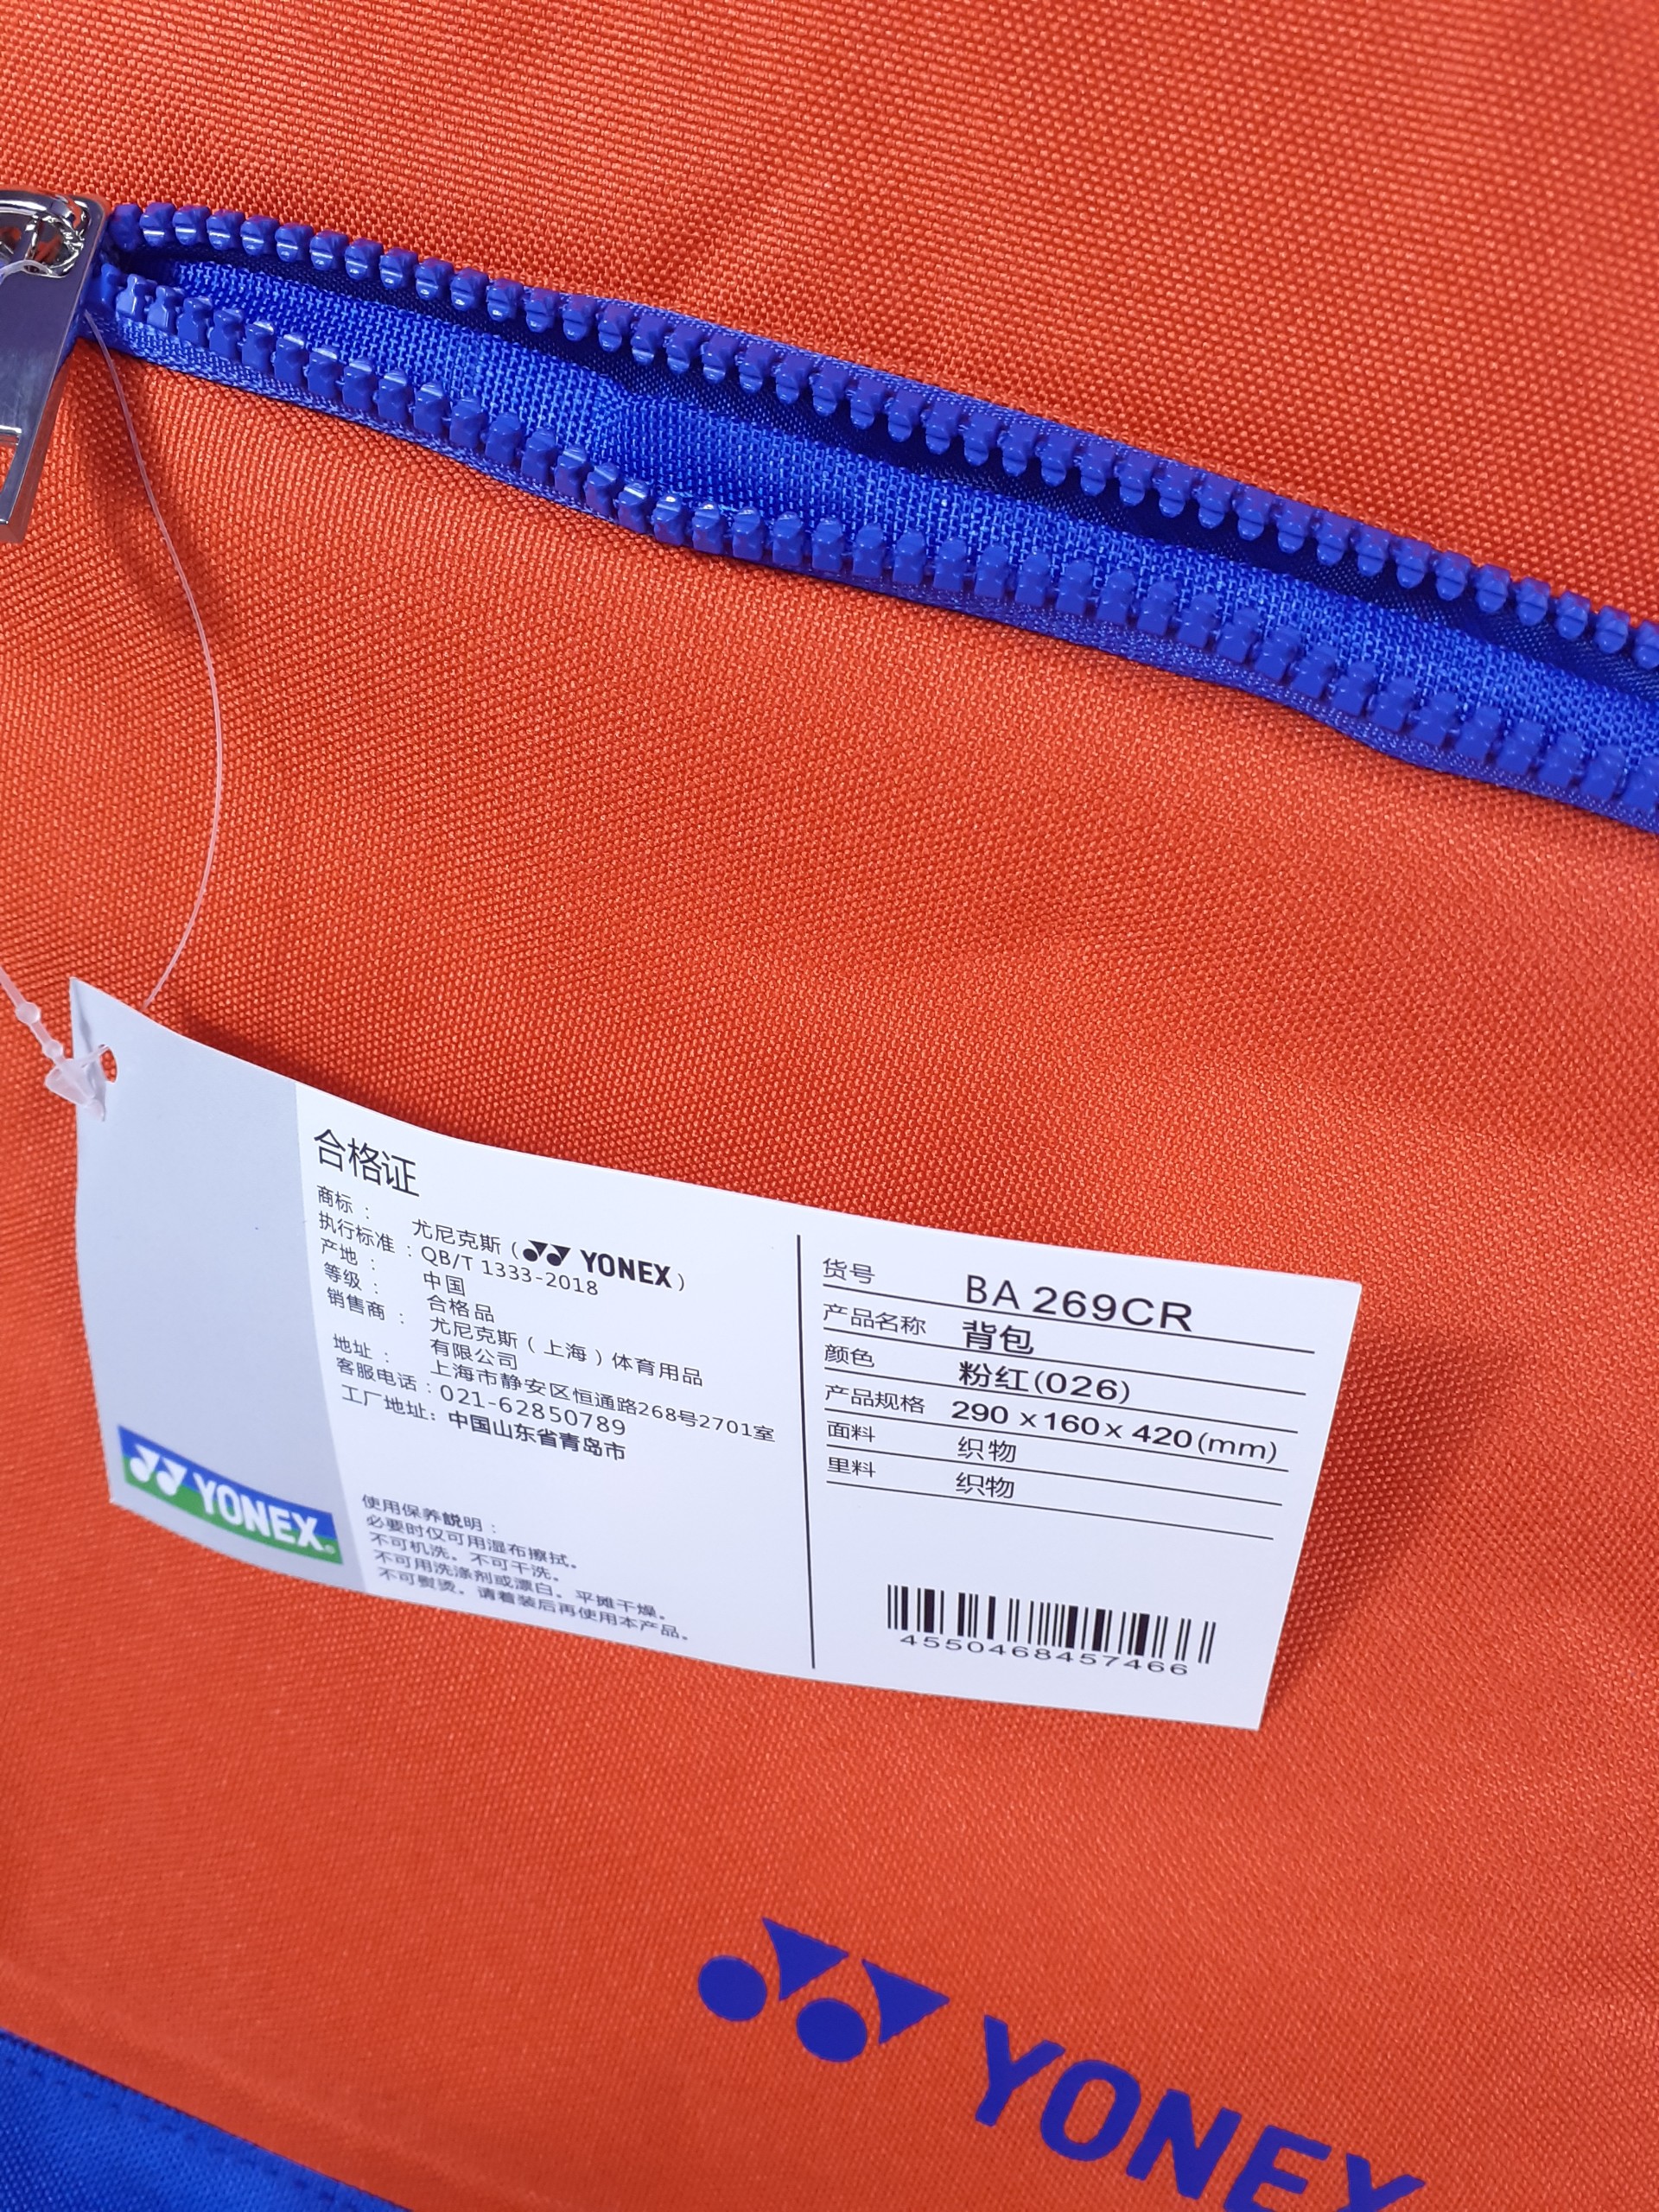 合格证
商标： 尤尼克斯（YONEX）
执行标准：QB/T 1333-2018
产地： 中国
等级： 合格品
销售商： 尤尼克斯（上海）体育用品
有限公司
地址： 上海市静安区恒通路268号2701室
客服电话：021-62850789
工厂地址：中国山东省青岛市
使用保养説明：
必要时仅可用湿布擦拭。
不可机洗。不可干洗。
不可用洗涤剂或漂白。平摊干燥。
不可熨烫。请着装后再使用本产品。
YONEX
货号 BA 269CR
产品名称 背包
颜色 粉红(026)
产品规格 290 x 160 x 420(mm)
面料 织物
里料 织物
4550468457466
YONEX